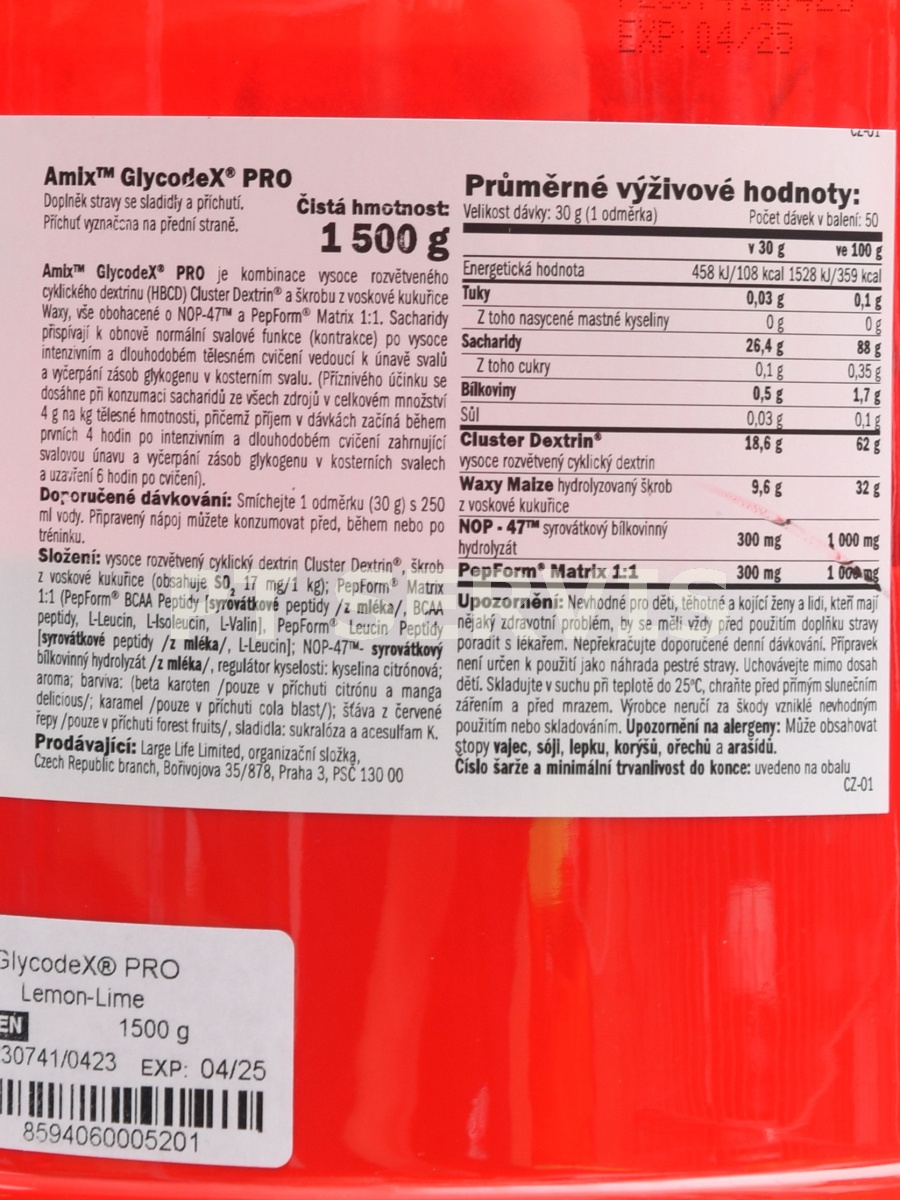 EXP:04/25
CZ-01
Amix™ GlycodeX® PRO
Doplněk stravy se sladidly a příchutí.
Příchuť vyznačena na přední straně.
Čistá hmotnost:
1 500 g
Amix™ GlycodeX® PRO je kombinace vysoce rozvětveného
cyklického dextrinu (HBCD) Cluster Dextrin® a škrobu z voskové kukuřice
Waxy, vše obohacené o NOP-47™ a PepForm® Matrix 1:1. Sacharidy
přispívají k obnově normální svalové funkce (kontrakce) po vysoce
intenzivním a dlouhodobém tělesném cvičení vedoucí k únavě svalů
a vyčerpání zásob glykogenu v kosterním svalu. (Příznivého účinku se
dosáhne při konzumaci sacharidů ze všech zdrojů v celkovém množství
4 g na kg tělesné hmotnosti, přičemž příjem v dávkách začíná během
prvních 4 hodin po intenzivním a dlouhodobém cvičení zahrnující
svalovou únavu a vyčerpání zásob glykogenu v kosterních svalech
a uzavření 6 hodin po cvičení).
Doporučené dávkování: Smíchejte 1 odměrku (30 g) s 250
ml vody. Připravený nápoj můžete konzumovat před, během nebo po
tréninku.
Složení: vysoce rozvětvený cyklický dextrin Cluster Dextrin®, škrob
z voskové kukuřice (obsahuje SO₂ 17 mg/1 kg); PepForm® Matrix
1:1 (PepForm® BCAA Peptidy [syrovátkové peptidy /z mléka/, BCAA
peptidy, L-Leucin, L-Isoleucin, L-Valin], PepForm® Leucin Peptidy
[syrovátkové peptidy /z mléka/, L-Leucin]; NOP-47™- syrovátkový
bílkovinný hydrolyzát /z mléka/, regulátor kyselosti: kyselina citrónová;
aroma; barviva: (beta karoten /pouze v příchuti citrónu a manga
delicious/; karamel /pouze v příchuti cola blast/); šťáva z červené
řepy /pouze v příchuti forest fruits/, sladidla: sukralóza a acesulfam K.
Prodávající: Large Life Limited, organizační složka,
Czech Republic branch, Bořivojova 35/878, Praha 3, PSČ 130 00
Průměrné výživové hodnoty:
Velikost dávky: 30 g (1 odměrka) Počet dávek v balení: 50
v 30 g ve 100 g
Energetická hodnota 458 kJ/108 kcal 1528 kJ/359 kcal
Tuky 0,03 g 0,1 g
Z toho nasycené mastné kyseliny 0 g 0 g
Sacharidy 26,4 g 88 g
Z toho cukry 0,1 g 0,35 g
Bílkoviny 0,5 g 1,7 g
Sůl 0,03 g 0,1 g
Cluster Dextrin® 18,6 g 62 g
vysoce rozvětvený cyklický dextrin
Waxy Maize hydrolyzovaný škrob 9,6 g 32 g
z voskové kukuřice
NOP - 47™ syrovátkový bílkovinný
hydrolyzát 300 mg 1 000 mg
PepForm® Matrix 1:1 300 mg 1 000 mg
Upozornění: Nevhodné pro děti, těhotné a kojící ženy a lidi, kteří mají
nějaký zdravotní problém, by se měli vždy před použitím doplňku stravy
poradit s lékařem. Nepřekračujte doporučené denní dávkování. Přípravek
není určen k použití jako náhrada pestré stravy. Uchovávejte mimo dosah
dětí. Skladujte v suchu při teplotě do 25°C, chraňte před přímým slunečním
zářením a před mrazem. Výrobce neručí za škody vzniklé nevhodným
použitím nebo skladováním. Upozornění na alergeny: Může obsahovat
stopy vajec, sóji, lepku, korýšů, ořechů a arašídů.
Číslo šarže a minimální trvanlivost do konce: uvedeno na obalu
CZ-01
GlycodeX® PRO
Lemon-Lime
EN 1500 g
30741/0423 EXP: 04/25
8594060005201